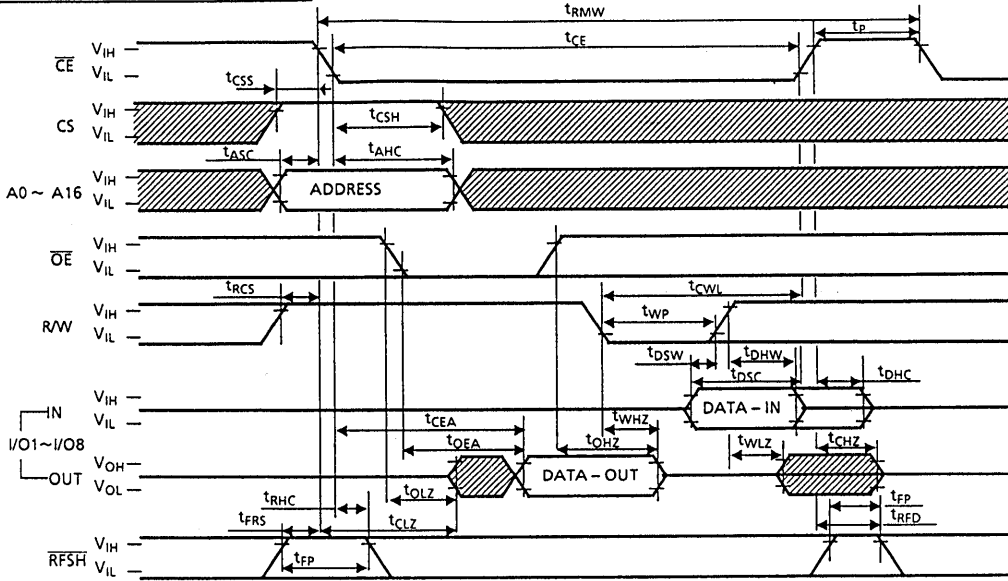 tRMW
tP
tCE
CE VIH
VIL
tCSS
CS VIH
VIL
tCSH
tASC tAHC
A0 ~ A16 VIH
VIL
ADDRESS
OE VIH
VIL
tRCS tCWL
R/W VIH
VIL
tWP
tDSW tDHW
tDSC tDHC
IN VIH
VIL
DATA - IN
I/O1~I/O8
tCEA tWHZ
tOEA tOHZ tWLZ tCHZ
OUT VOH
VOL
DATA - OUT
tRHC tOLZ tFP
tFRS tCLZ tRFD
RFSH VIH
VIL
tFP